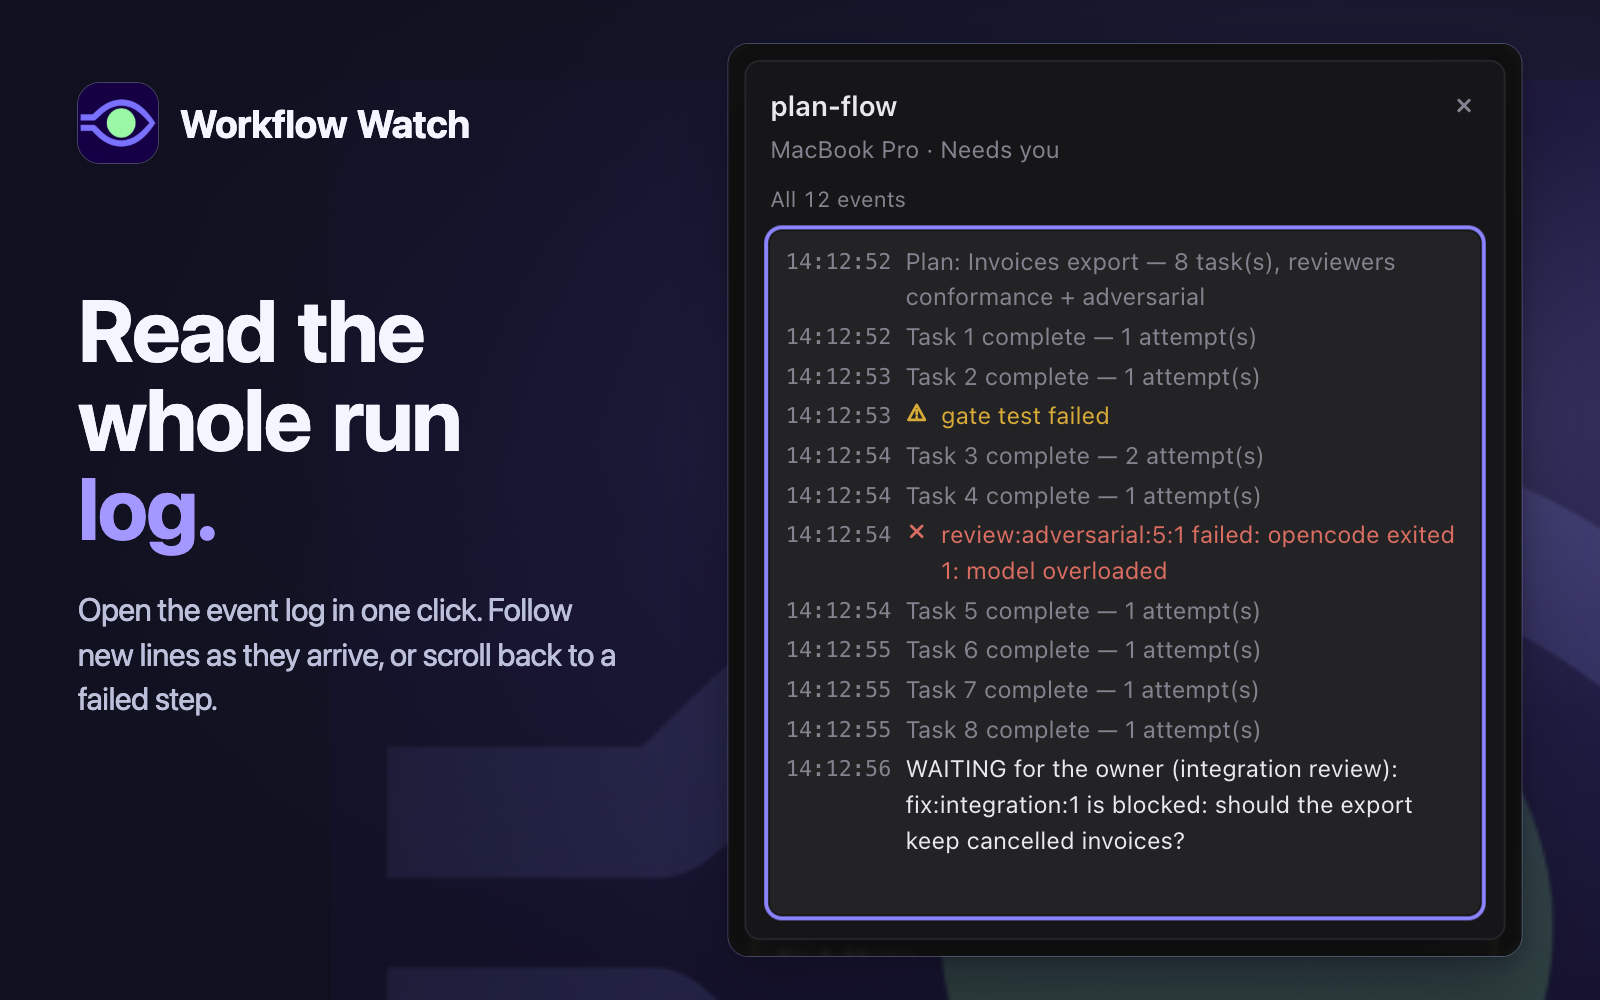 Workflow Watch
Read the
whole run
log.
Open the event log in one click. Follow
new lines as they arrive, or scroll back to a
failed step.
plan-flow ×
MacBook Pro · Needs you
All 12 events
14:12:52 Plan: Invoices export — 8 task(s), reviewers
conformance + adversarial
14:12:52 Task 1 complete — 1 attempt(s)
14:12:53 Task 2 complete — 1 attempt(s)
14:12:53 ⚠ gate test failed
14:12:54 Task 3 complete — 2 attempt(s)
14:12:54 Task 4 complete — 1 attempt(s)
14:12:54 ✕ review:adversarial:5:1 failed: opencode exited
1: model overloaded
14:12:54 Task 5 complete — 1 attempt(s)
14:12:55 Task 6 complete — 1 attempt(s)
14:12:55 Task 7 complete — 1 attempt(s)
14:12:55 Task 8 complete — 1 attempt(s)
14:12:56 WAITING for the owner (integration review):
fix:integration:1 is blocked: should the export
keep cancelled invoices?